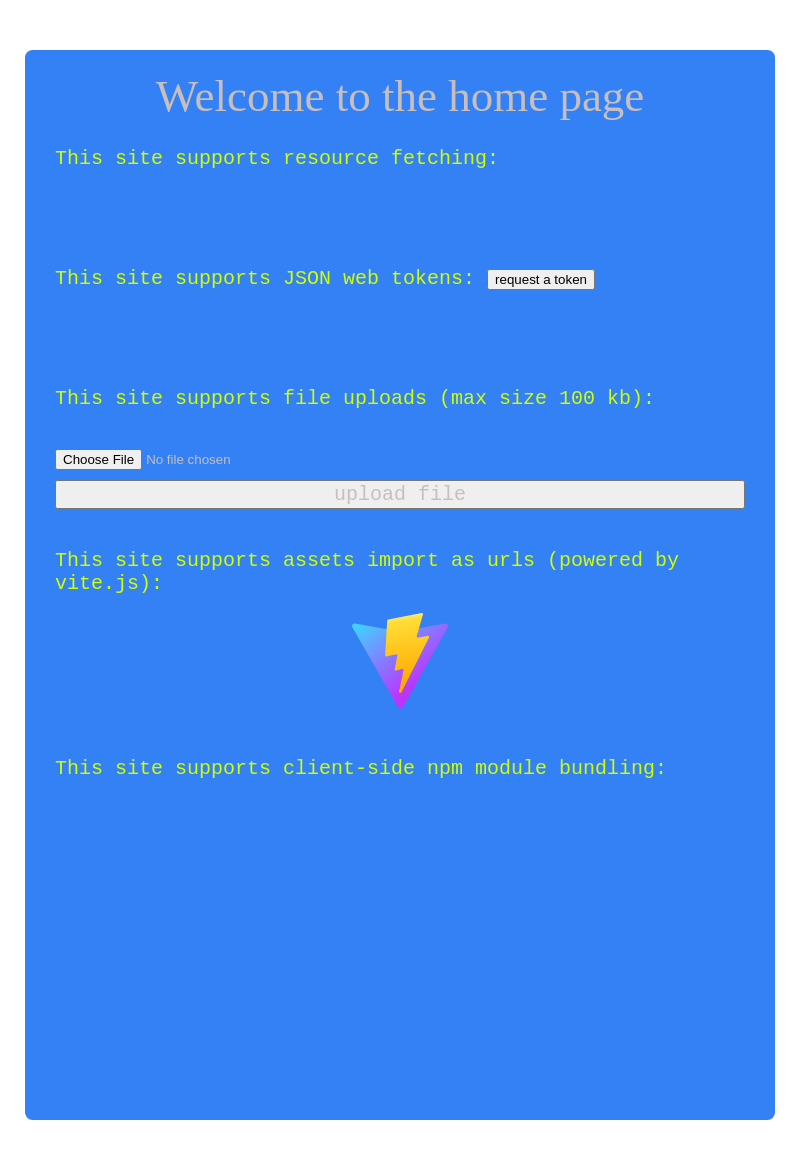 Welcome to the home page
This site supports resource fetching:
This site supports JSON web tokens: request a token
This site supports file uploads (max size 100 kb):
Choose File No file chosen
upload file
This site supports assets import as urls (powered by
vite.js):
This site supports client-side npm module bundling: